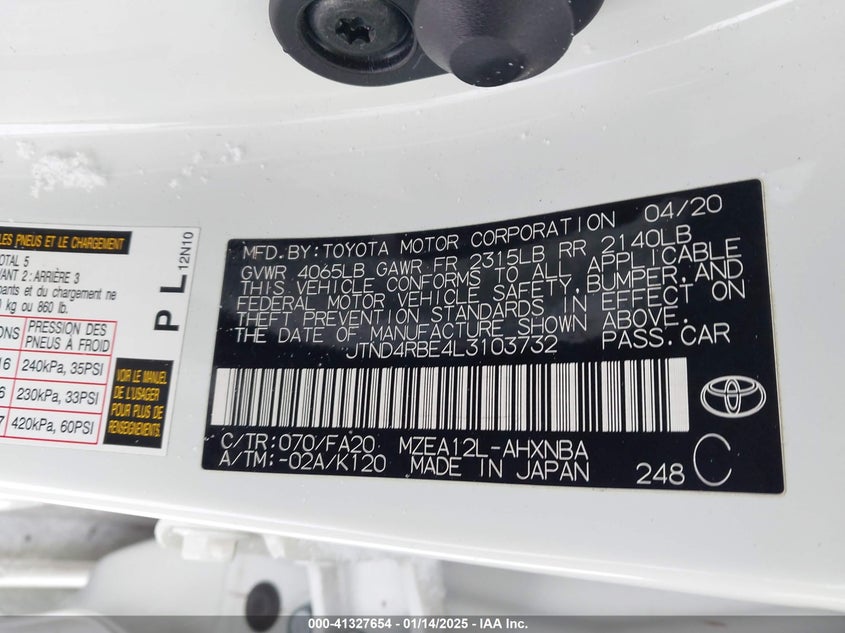 LES PNEUS ET LE CHARGEMENT
OTAL 5
VANT 2 : ARRIÈRE 3
pants et du chargement ne
kg ou 860 lb.
PRESSION DES
PNEUS À FROID
240kPa, 35PSI
230kPa, 33PSI
420kPa, 60PSI
P L
12N10
VOIR LE MANUEL
DE L'USAGER
POUR PLUS DE
RENSEIGNEMENTS
MFD. BY: TOYOTA MOTOR CORPORATION 04/20
GVWR 4065LB GAWR FR 2315LB RR 2140LB
THIS VEHICLE CONFORMS TO ALL APPLICABLE
FEDERAL MOTOR VEHICLE SAFETY, BUMPER, AND
THEFT PREVENTION STANDARDS IN EFFECT ON
THE DATE OF MANUFACTURE SHOWN ABOVE.
JTND4RBE4L3103732 PASS. CAR
C/TR: 070/FA20 MZEA12L-AHXNBA
A/TM: -02A/K120 MADE IN JAPAN 248 C
000-41327654 — 01/14/2025 — IAA Inc.